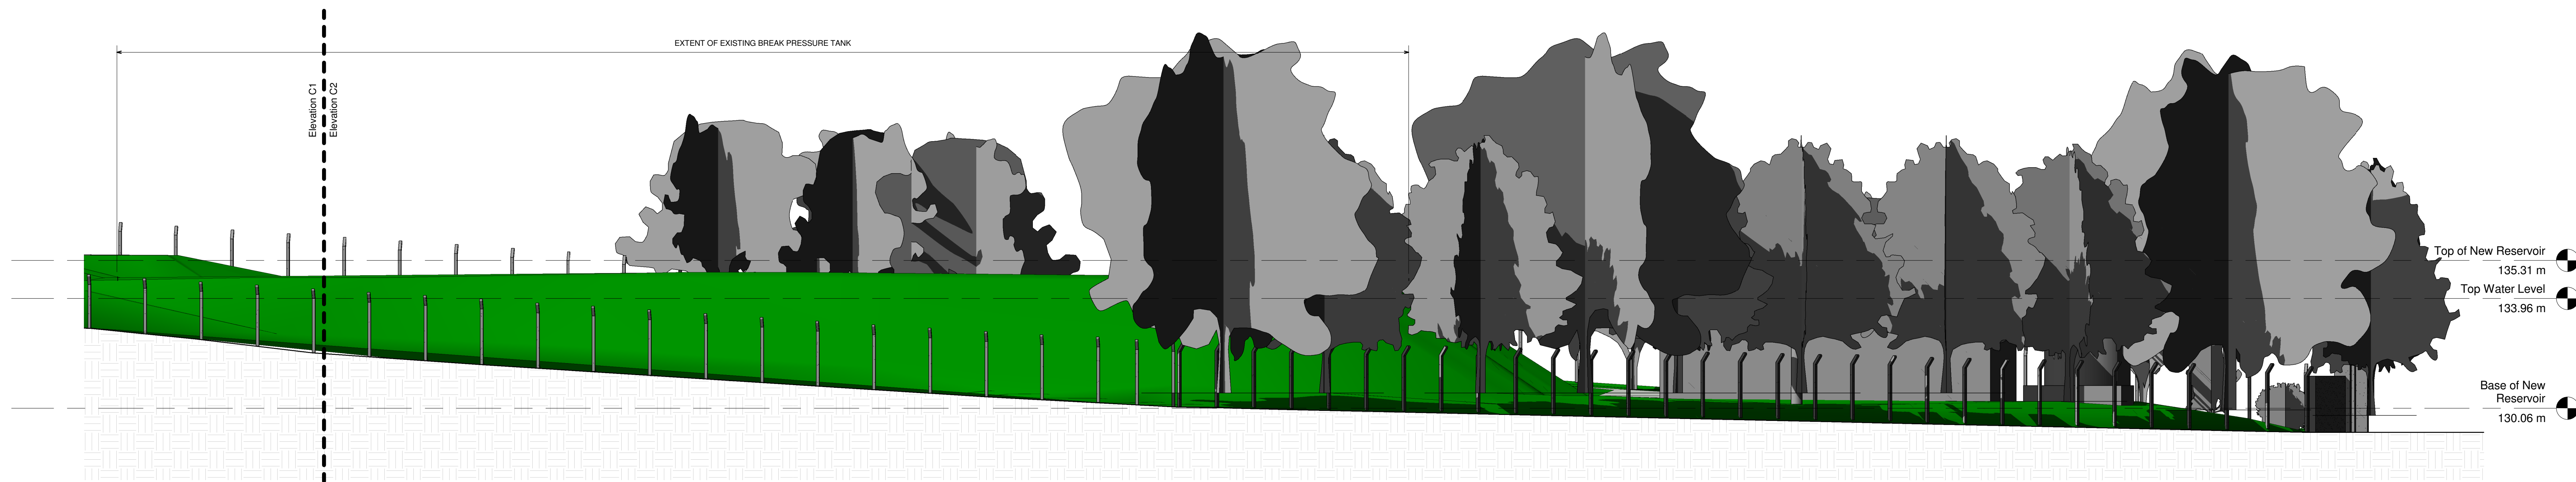 EXTENT OF EXISTING BREAK PRESSURE TANK
Elevation C1
Elevation C2
Top of New Reservoir
135.31 m
Top Water Level
133.96 m
Base of New
Reservoir
130.06 m